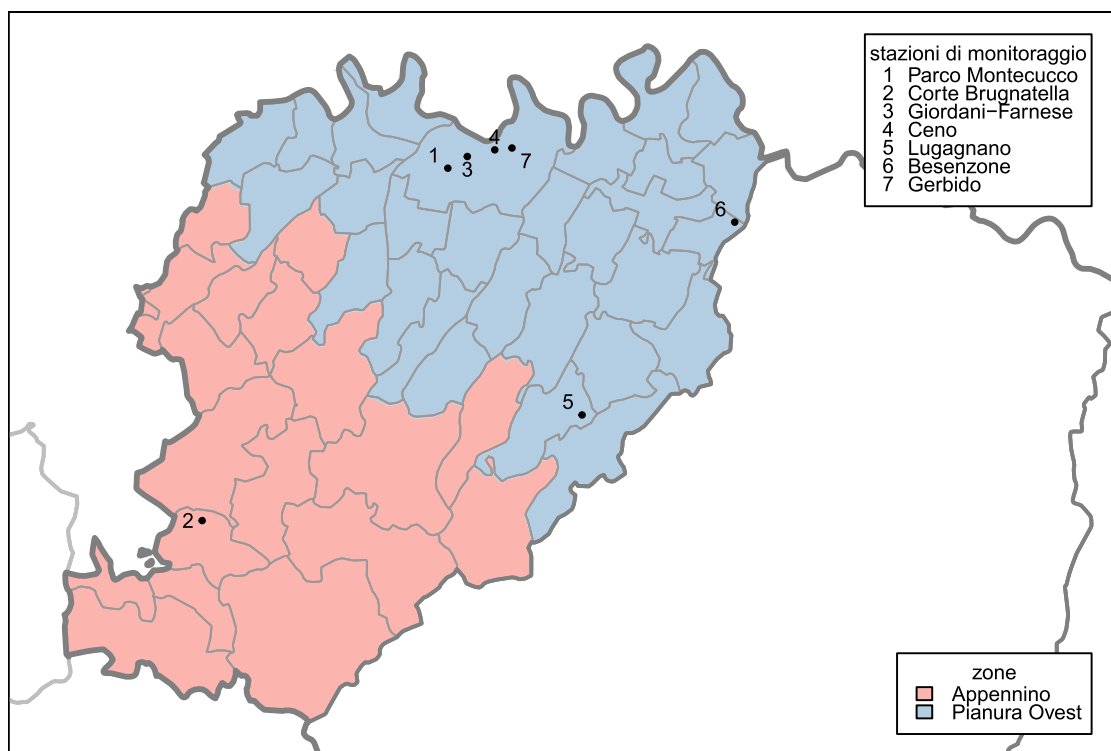 stazioni di monitoraggio
1 Parco Montecucco
2 Corte Brugnatella
3 Giordani−Farnese
4 Ceno
5 Lugagnano
6 Besenzone
7 Gerbido
4
1
3
7
6
5
2
zone
Appennino
Pianura Ovest